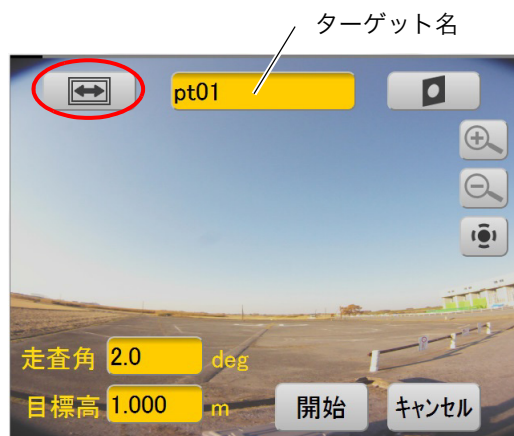 ターゲット名
pt01
走査角 2.0 deg
目標高 1.000 m
開始 キャンセル